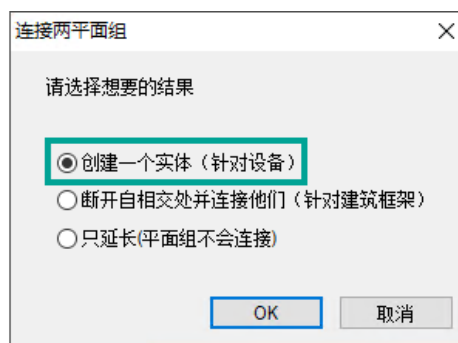 连接两平面组
请选择想要的结果
创建一个实体（针对设备）
断开自相交处并连接他们（针对建筑框架）
只延长(平面组不会连接)
OK
取消